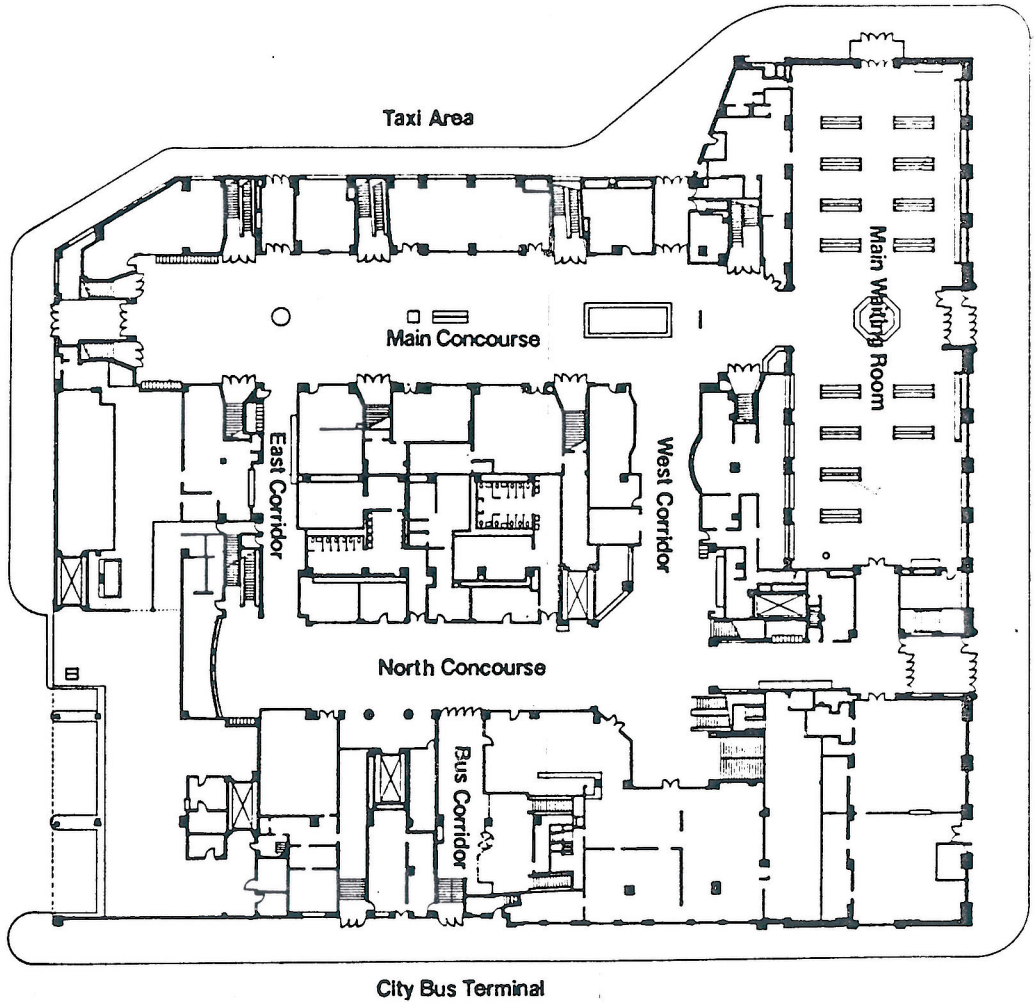 Taxi Area
Main Waiting Room
Main Concourse
East Corridor
West Corridor
North Concourse
Bus Corridor
City Bus Terminal